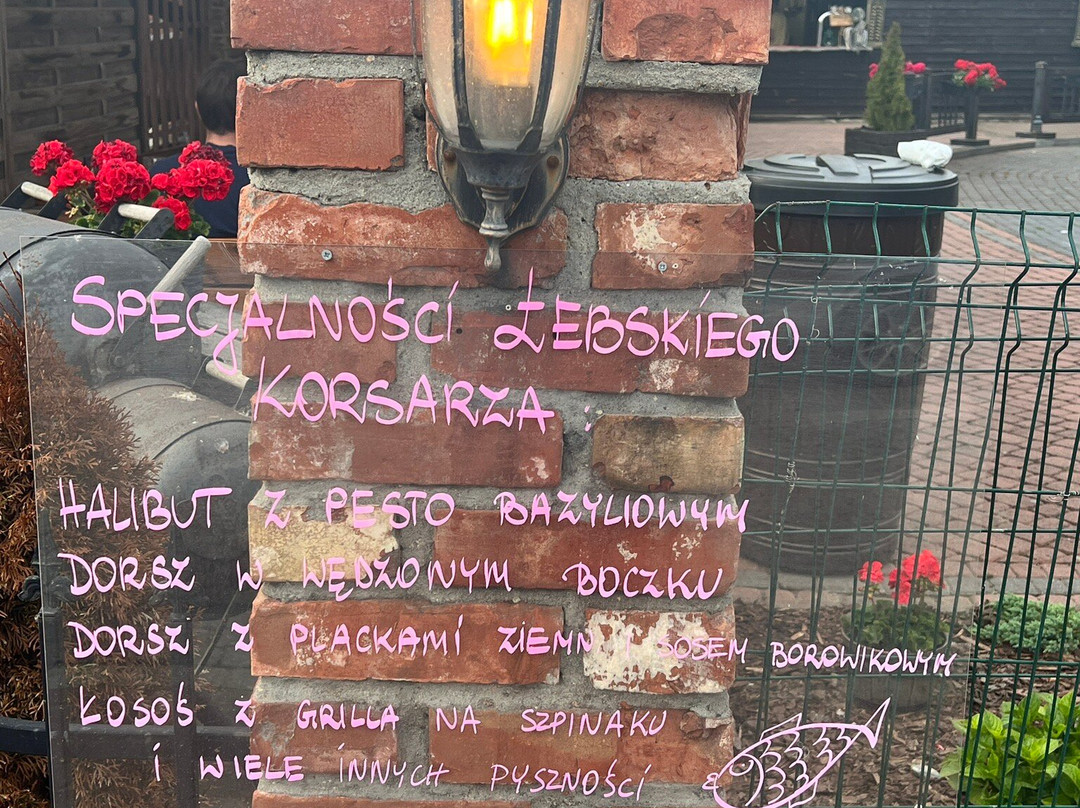 SPECJALNOŚCI ŁEBSKIEGO
KORSARZA :
HALIBUT Z PESTO BAZYLIOWYM
DORSZ W WĘDZONYM BOCZKU
DORSZ Z PLACKAMI ZIEMN I SOSEM BOROWIKOWYM
ŁOSOŚ Z GRILLA NA SZPINAKU
I WIELE INNYCH PYSZNOŚCI